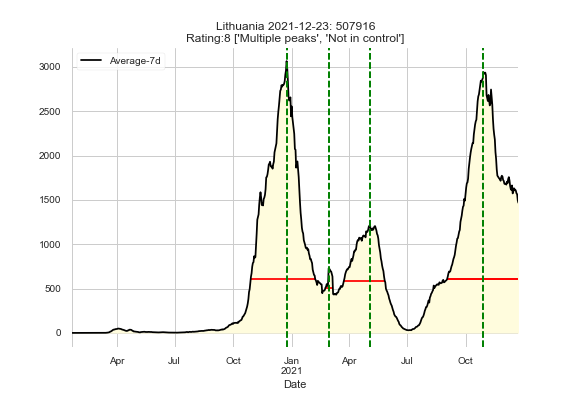 Lithuania 2021-12-23: 507916
Rating:8 ['Multiple peaks', 'Not in control']
Average-7d
3000
2500
2000
1500
1000
500
0
Apr Jul Oct Jan Apr Jul Oct
2021
Date